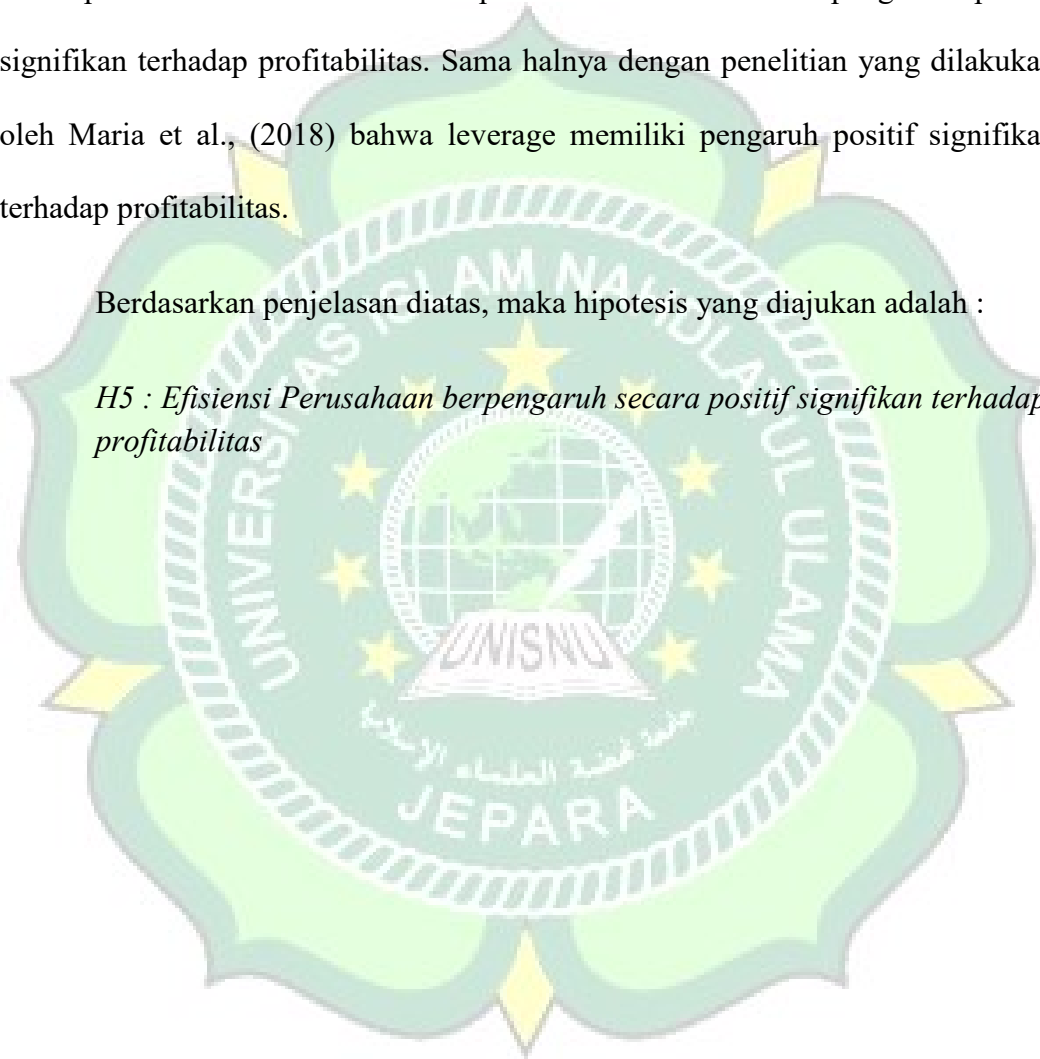 signifikan terhadap profitabilitas. Sama halnya dengan penelitian yang dilakuka
oleh Maria et al., (2018) bahwa leverage memiliki pengaruh positif signifika
terhadap profitabilitas.
Berdasarkan penjelasan diatas, maka hipotesis yang diajukan adalah :
H5 : Efisiensi Perusahaan berpengaruh secara positif signifikan terhadap
profitabilitas
UNIVERSITAS ISLAM NAHDLATUL ULAMA
UNISNU
JEPARA